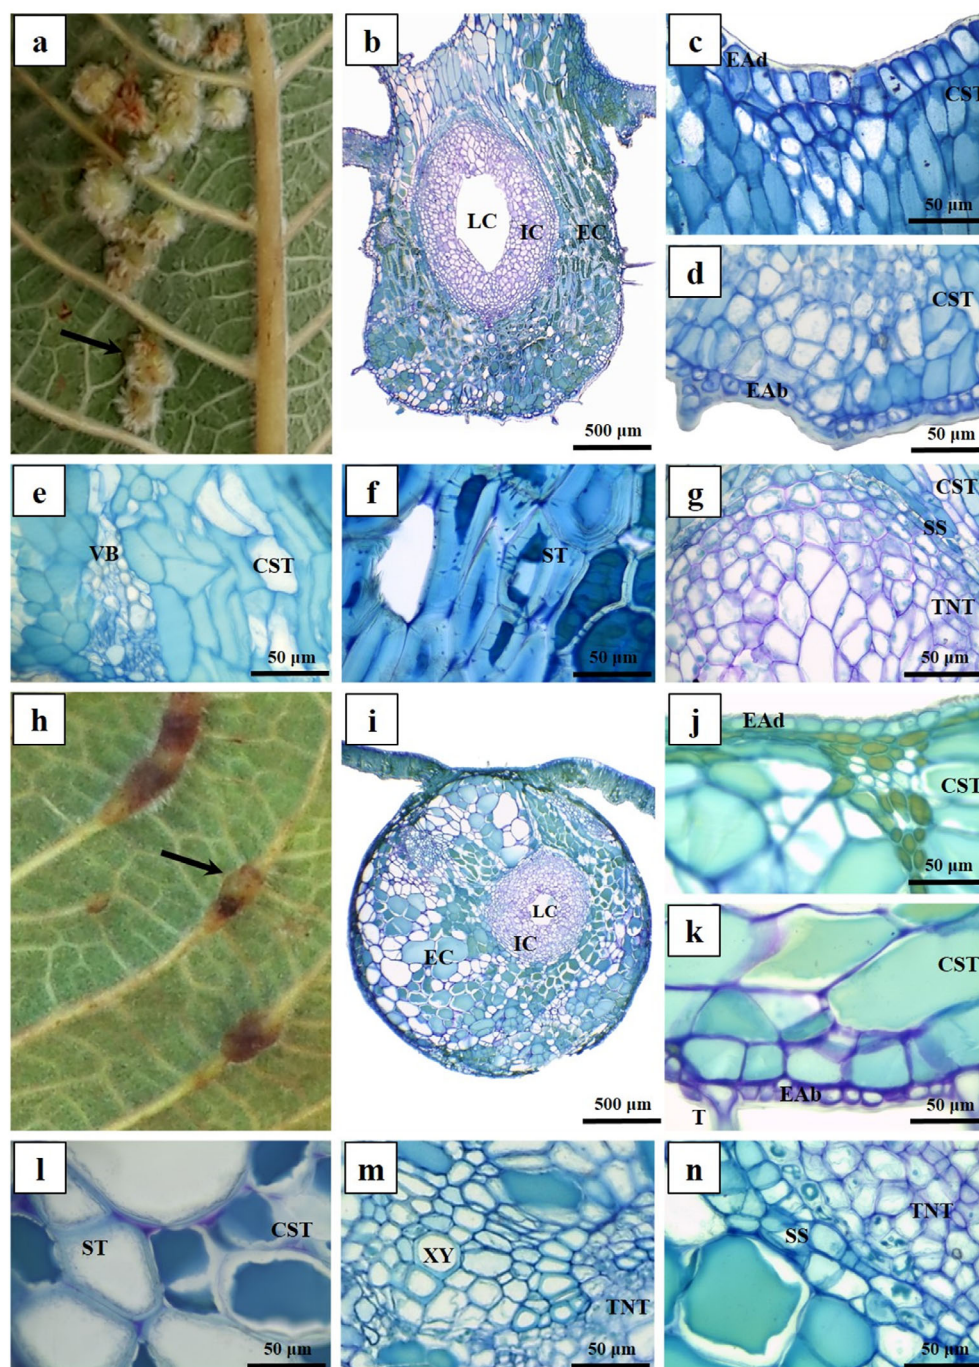 a
b
LC
IC
EC
500 µm
c
EAd
CST
50 µm
d
CST
EAb
50 µm
e
VB
CST
50 µm
f
ST
50 µm
g
CST
SS
TNT
50 µm
h
i
LC
IC
EC
500 µm
j
EAd
CST
50 µm
k
CST
EAb
T
50 µm
l
ST
CST
50 µm
m
XY
TNT
50 µm
n
TNT
SS
50 µm